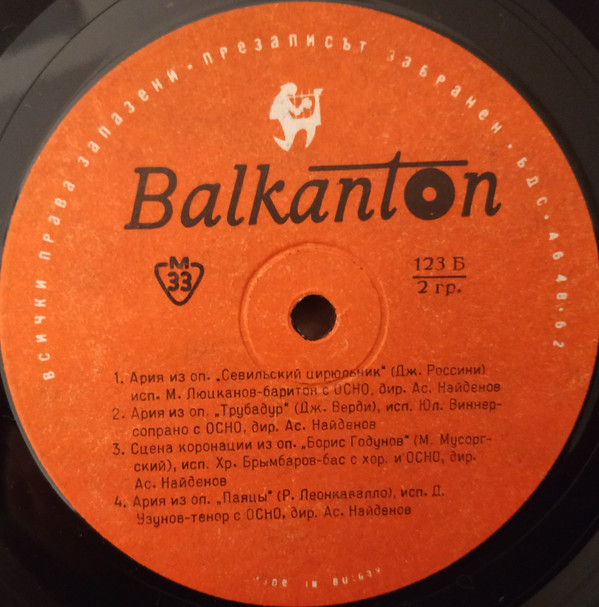 ВСИЧКИ ПРАВА ЗАПАЗЕНИ · ПРЕЗАПИСЪТ ЗАБРАНЕН · БДС · 4648-62
Balkanton
М
33
123 Б
2 гр.
1. Ария из оп. „Севильский цирюльник" (Дж. Россини)
исп. М. Люцканов-баритон с ОСНО, дир. Ас. Найденов
2. Ария из оп. „Трубадур" (Дж. Верди), исп. Юл. Виннер-
сопрано с ОСНО, дир. Ас. Найденов
3. Сцена коронации из оп. „Борис Годунов" (М. Мусорг-
ский), исп. Хр. Брымбаров-бас с хор. и ОСНО, дир.
Ас. Найденов
4. Ария из оп. „Паяцы" (Р. Леонкавалло), исп. Д.
Узунов-тенор с ОСНО, дир. Ас. Найденов
IN